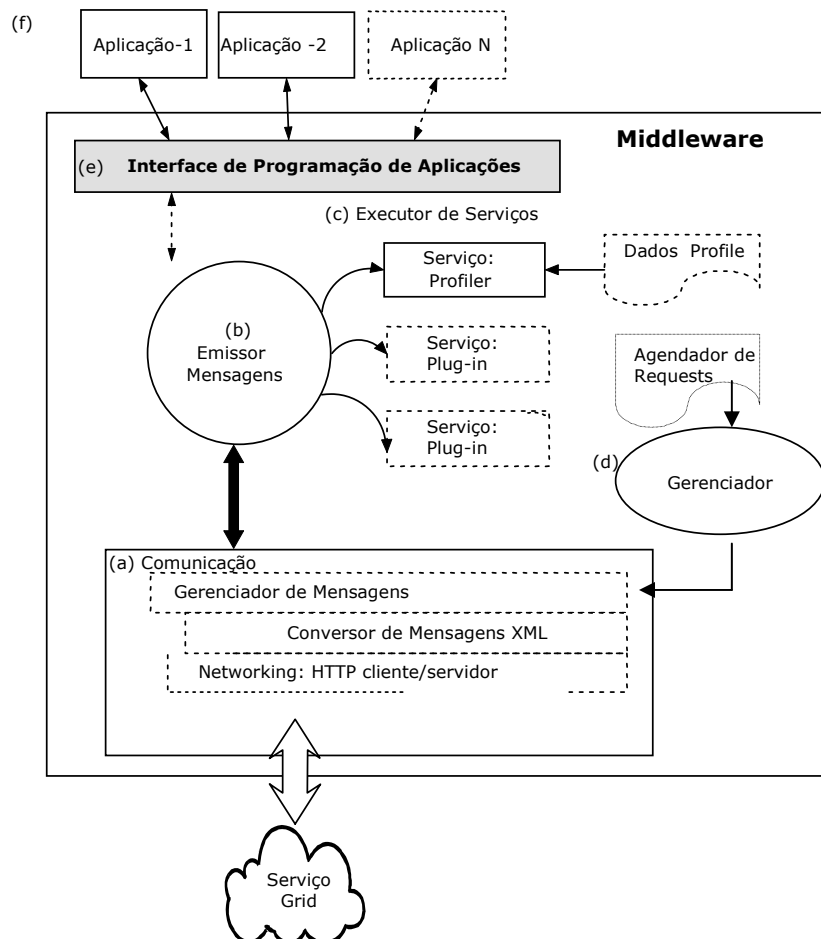 (f)
Aplicação-1
Aplicação -2
Aplicação N
Middleware
(e) Interface de Programação de Aplicações
(c) Executor de Serviços
Serviço:
Profiler
Dados Profile
(b)
Emissor
Mensagens
Serviço:
Plug-in
Agendador de
Requests
Serviço:
Plug-in
(d)
Gerenciador
(a) Comunicação
Gerenciador de Mensagens
Conversor de Mensagens XML
Networking: HTTP cliente/servidor
Serviço
Grid